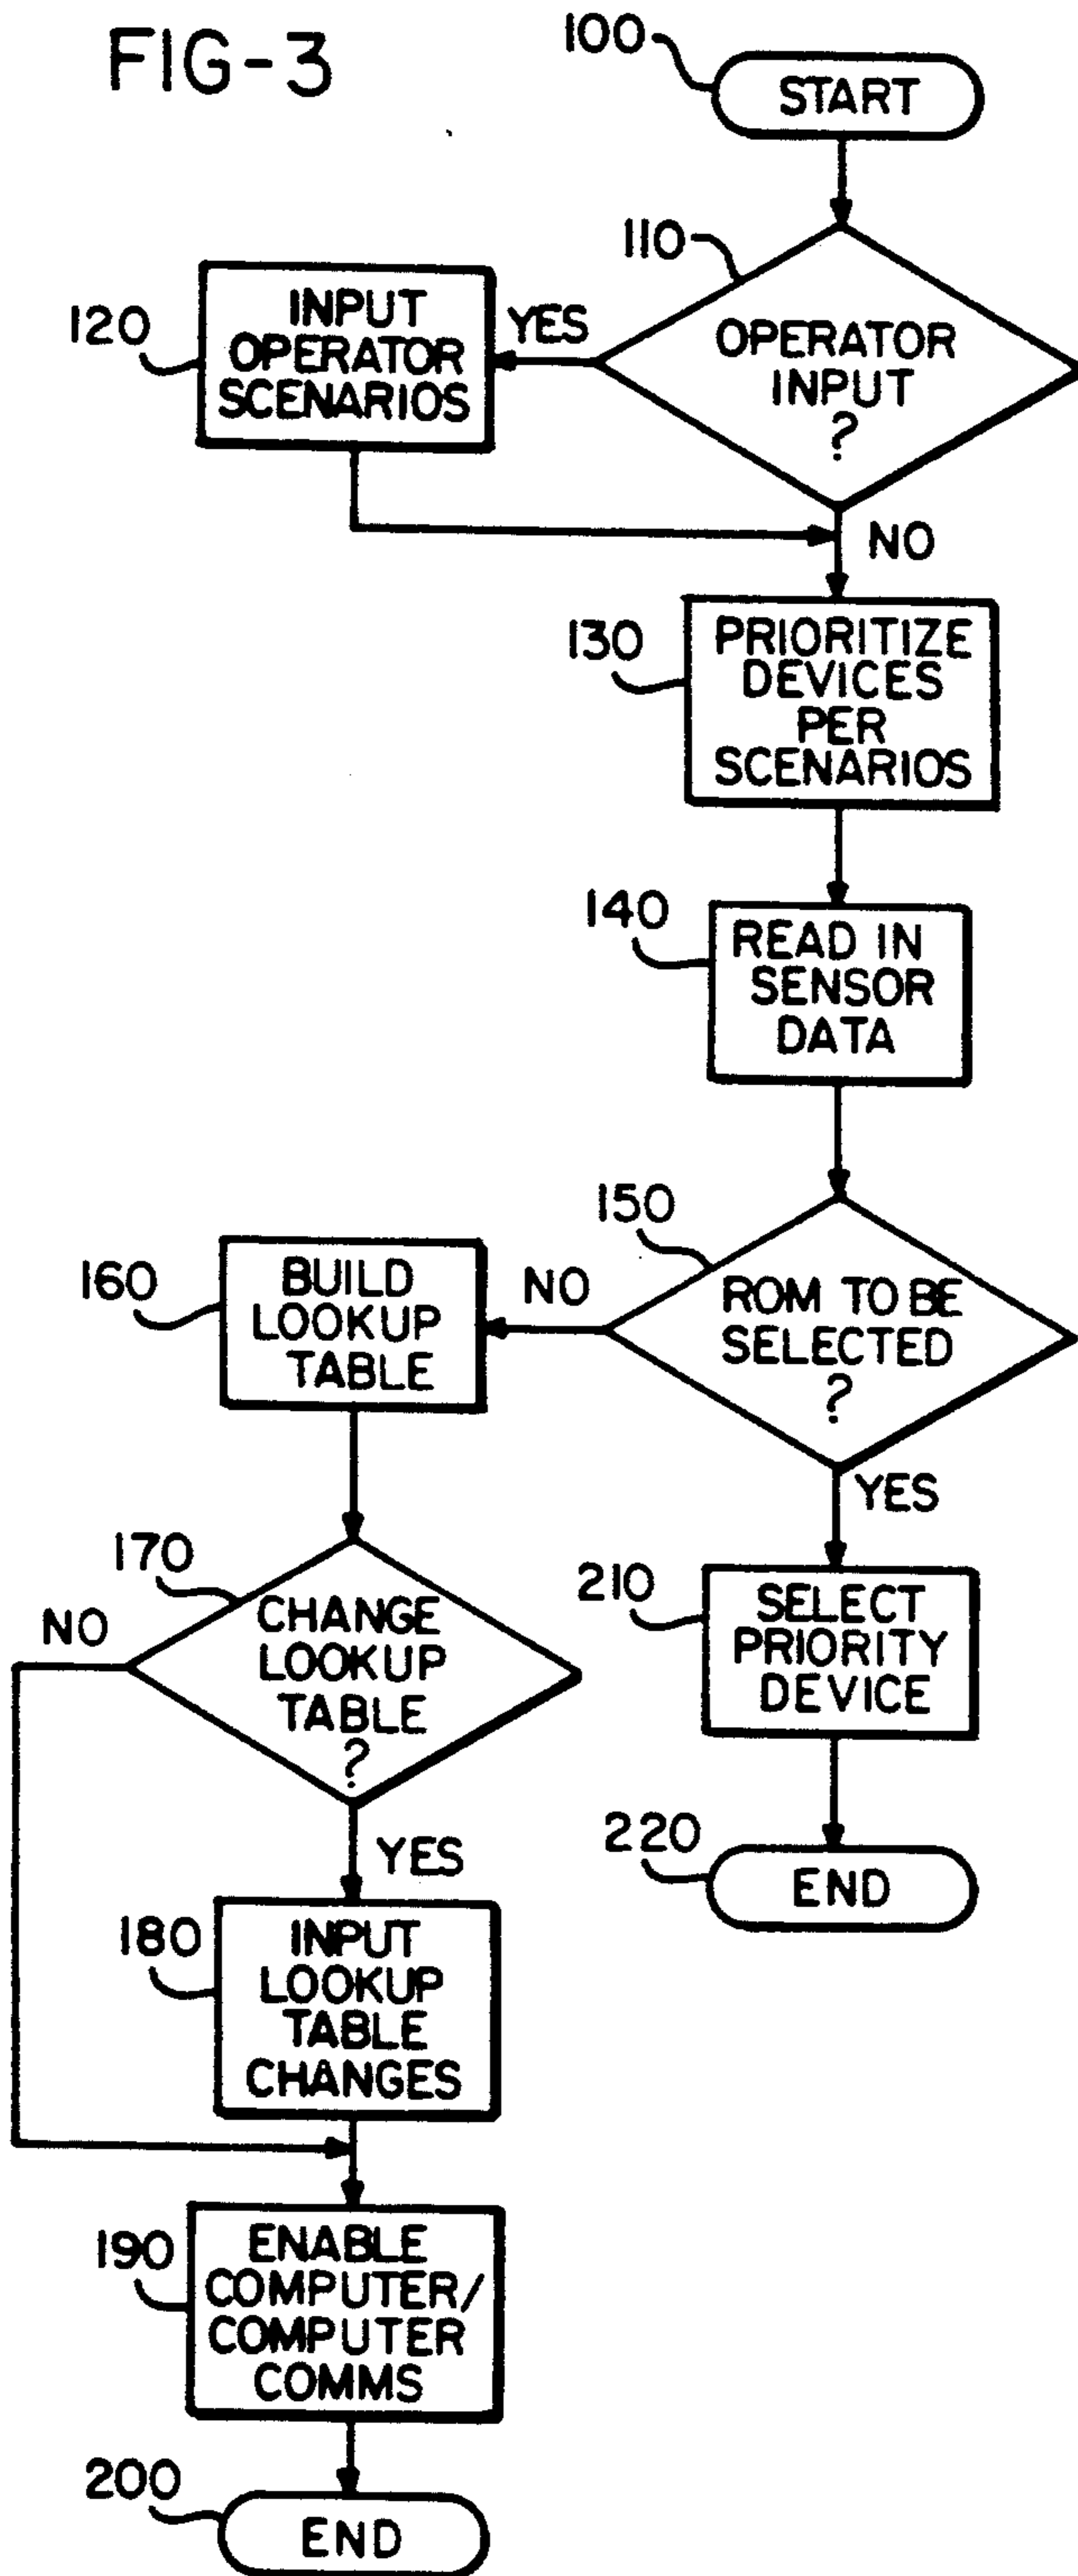 FIG-3
100
START
110
OPERATOR
INPUT
?
YES
120
INPUT
OPERATOR
SCENARIOS
NO
130
PRIORITIZE
DEVICES
PER
SCENARIOS
140
READ IN
SENSOR
DATA
150
ROM TO BE
SELECTED
?
NO
160
BUILD
LOOKUP
TABLE
YES
170
CHANGE
LOOKUP
TABLE
?
NO
210
SELECT
PRIORITY
DEVICE
YES
220
END
180
INPUT
LOOKUP
TABLE
CHANGES
190
ENABLE
COMPUTER/
COMPUTER
COMMS
200
END